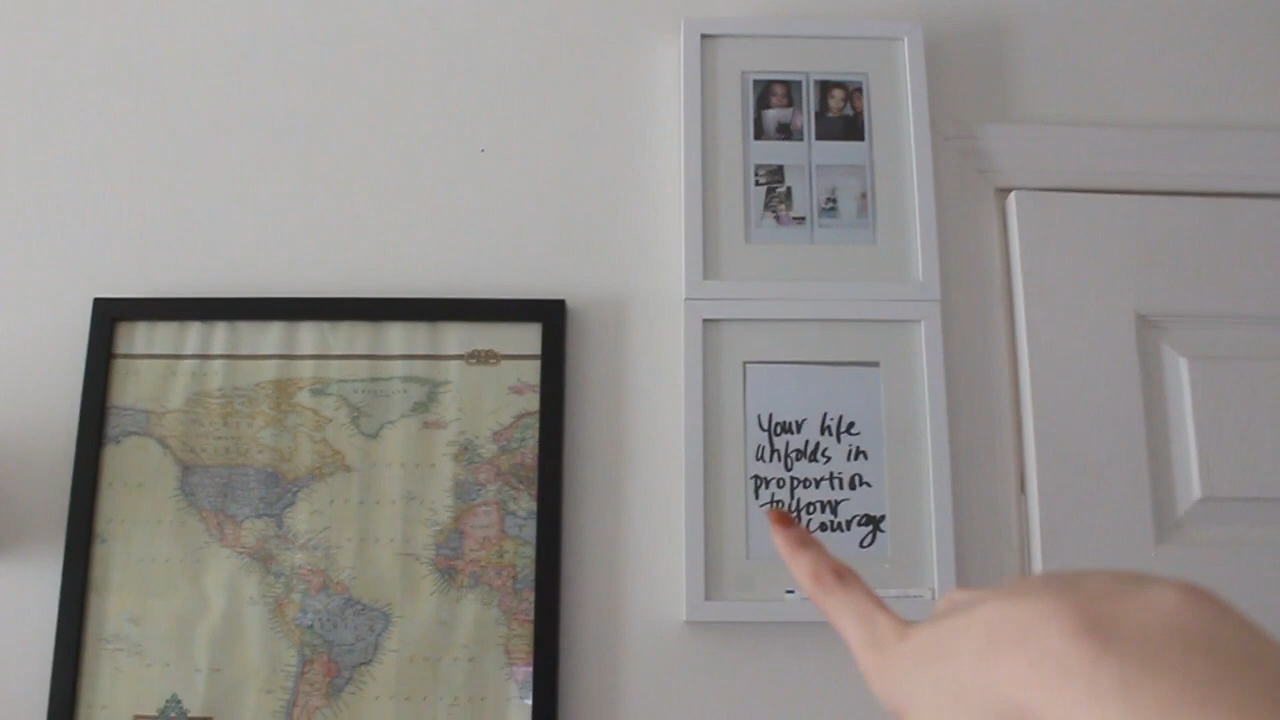 Your life
unfolds in
proportion
to your
courage